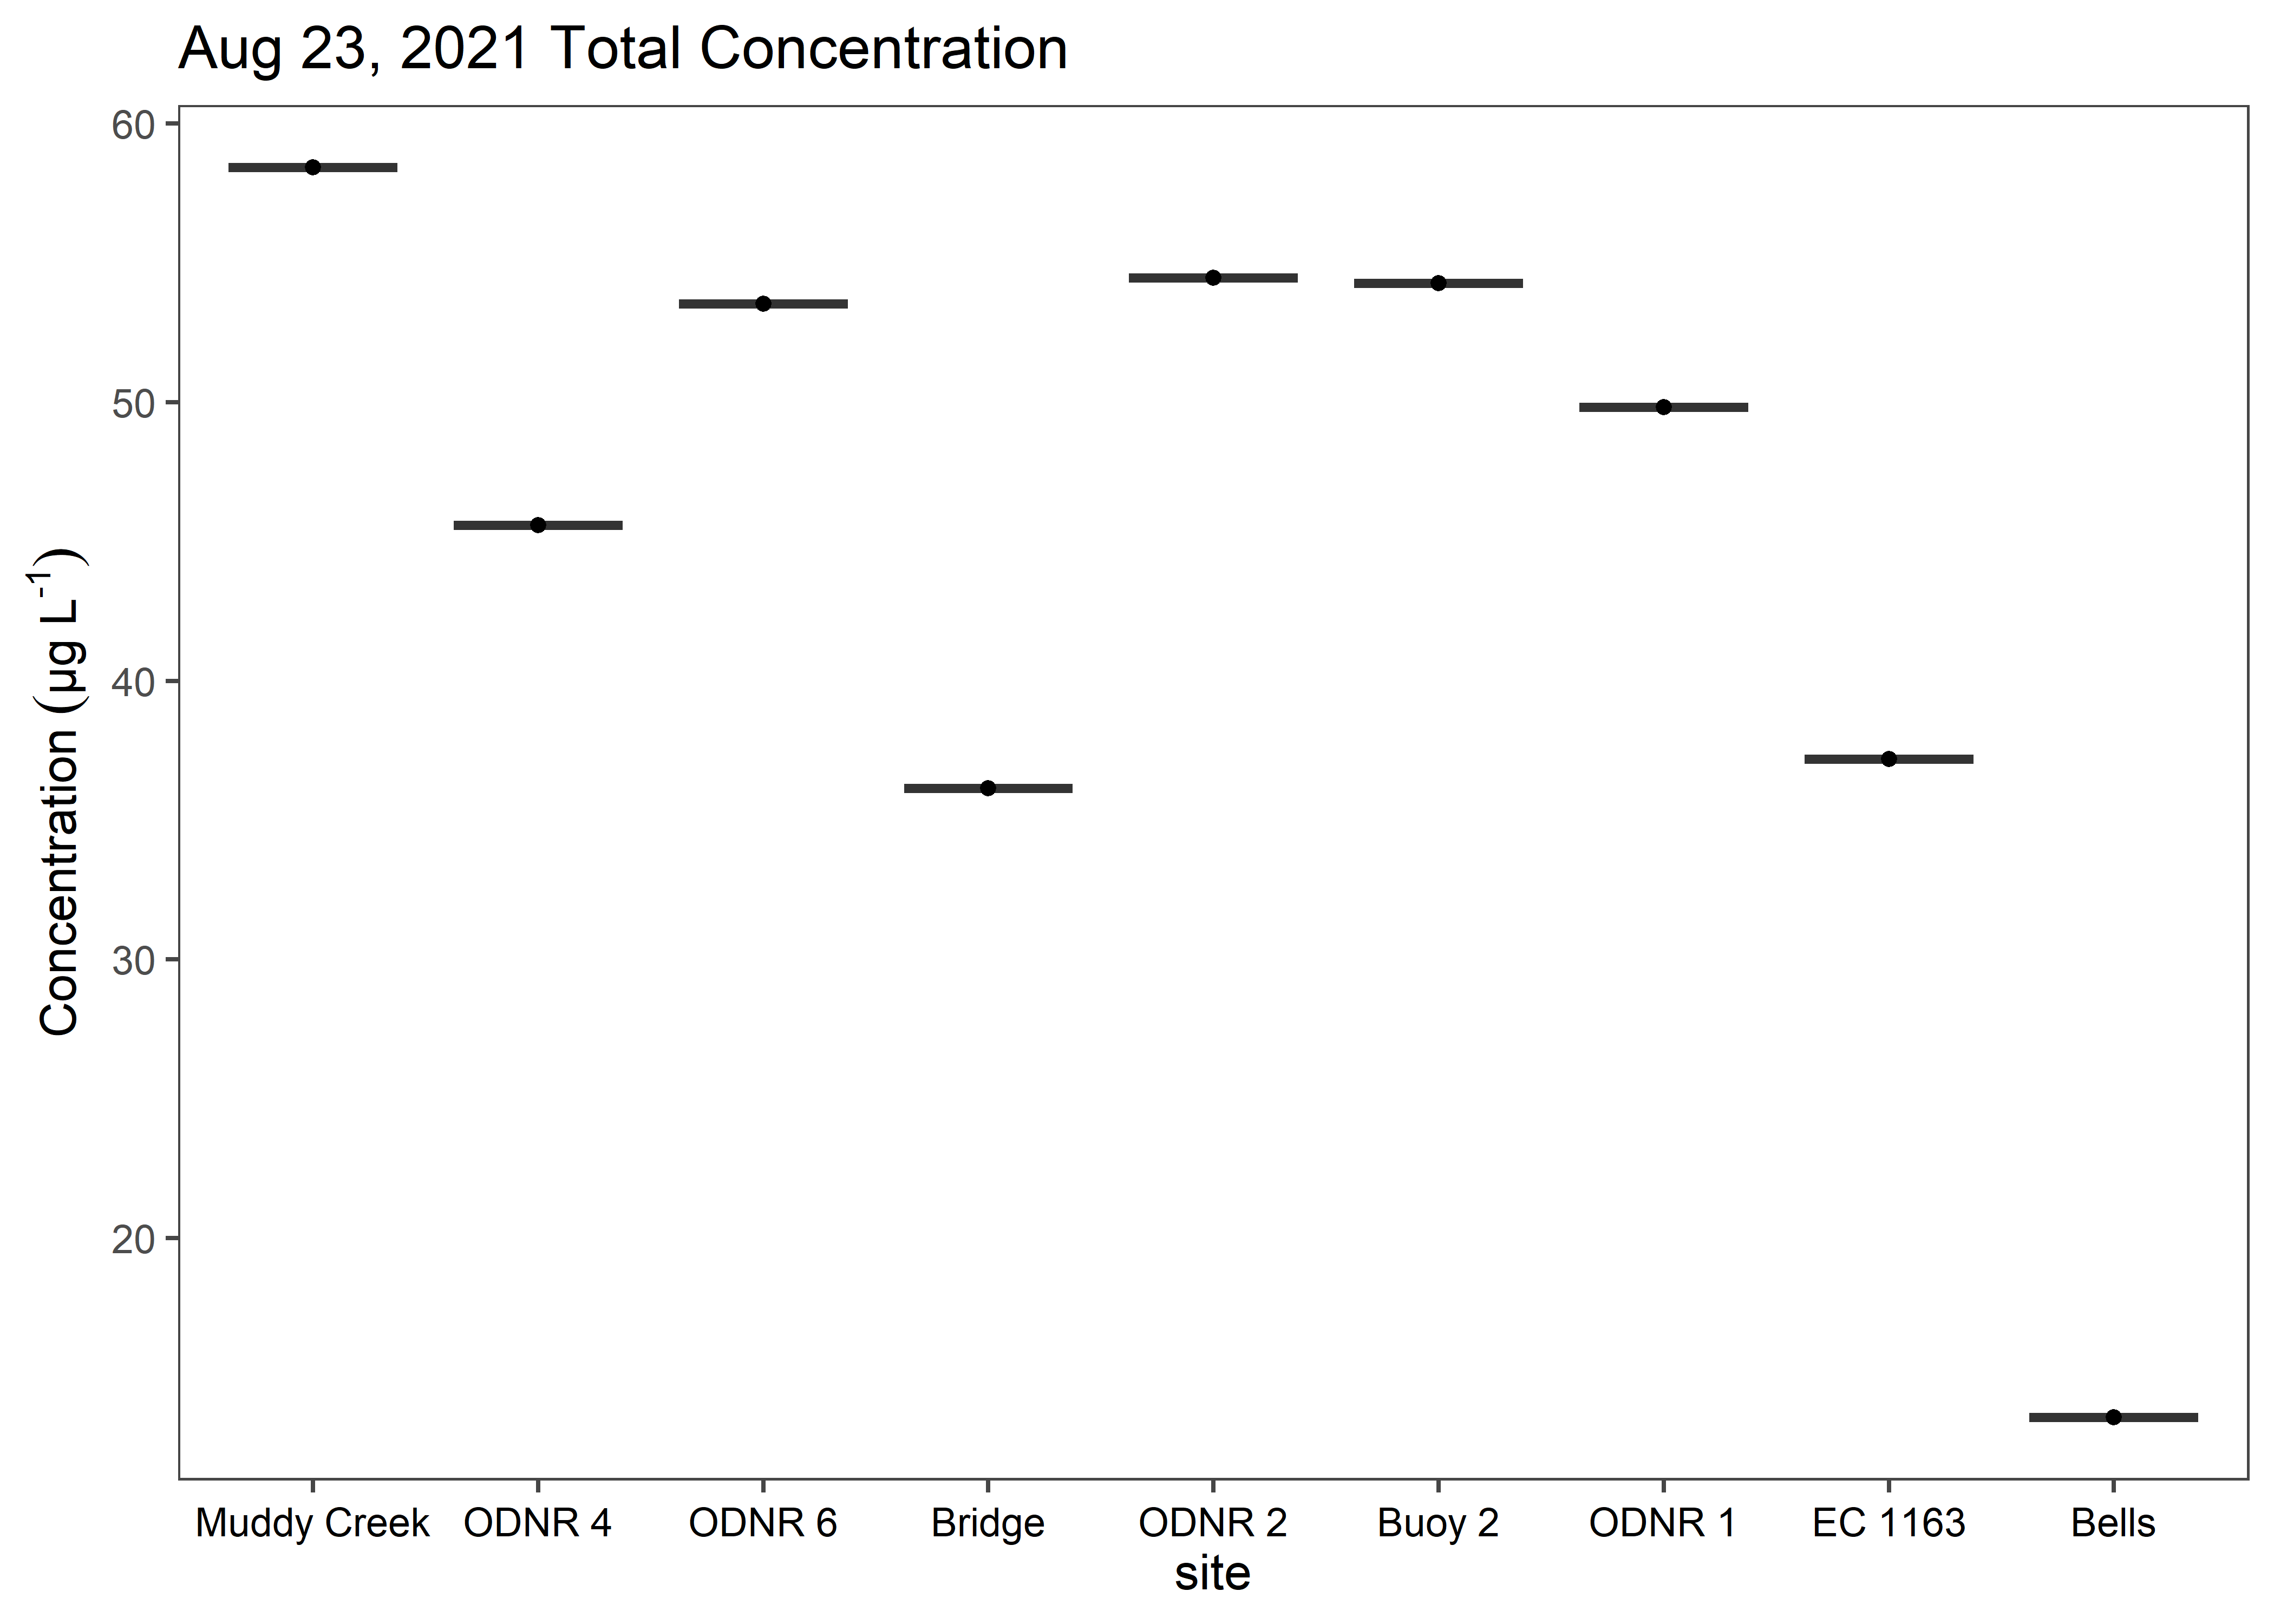 Aug 23, 2021 Total Concentration
Concentration (µg L-1)
60
50
40
30
20
Muddy Creek ODNR 4 ODNR 6 Bridge ODNR 2 Buoy 2 ODNR 1 EC 1163 Bells
site